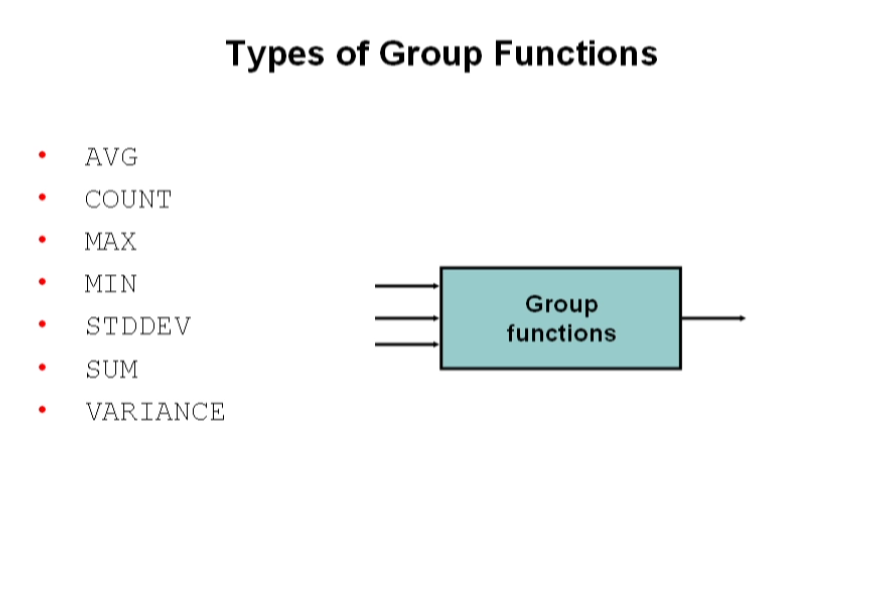 Types of Group Functions
• AVG
• COUNT
• MAX
• MIN
• STDDEV
• SUM
• VARIANCE
Group
functions